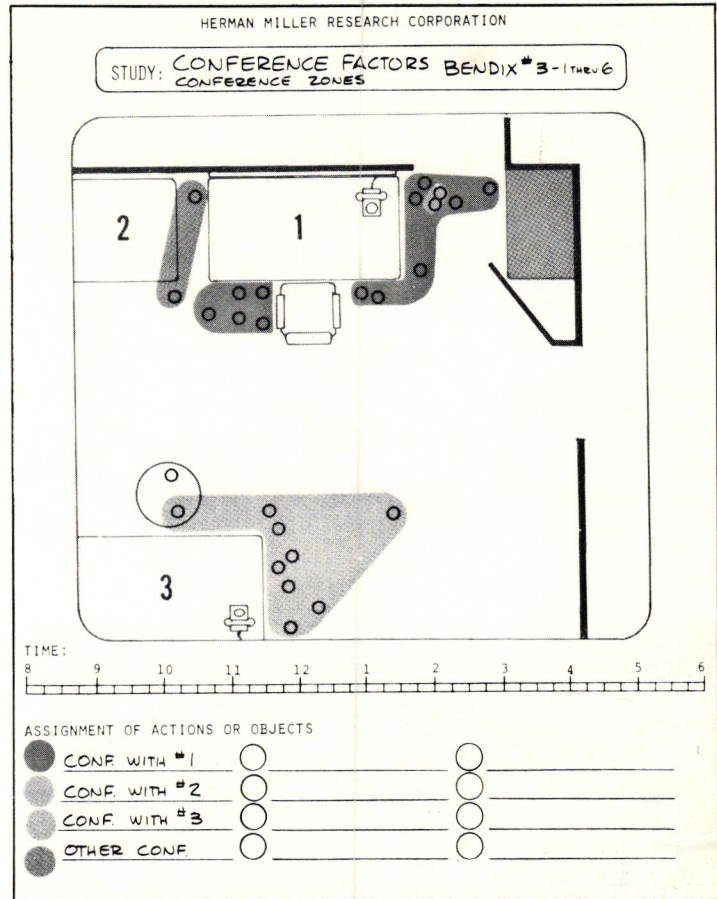 HERMAN MILLER RESEARCH CORPORATION
STUDY: CONFERENCE FACTORS BENDIX #3-1 THRU 6
CONFERENCE ZONES
2 1
3
TIME:
8 9 10 11 12 1 2 3 4 5 6
ASSIGNMENT OF ACTIONS OR OBJECTS
CONF. WITH #1
CONF. WITH #2
CONF. WITH #3
OTHER CONF.